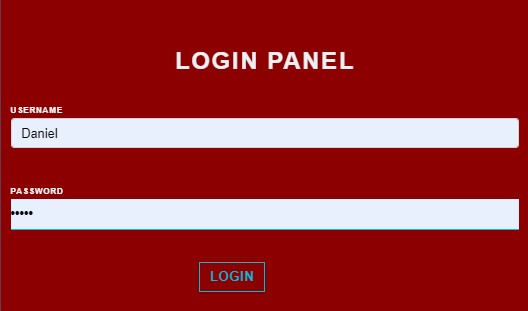 LOGIN PANEL
USERNAME
Daniel
PASSWORD
•••••
LOGIN